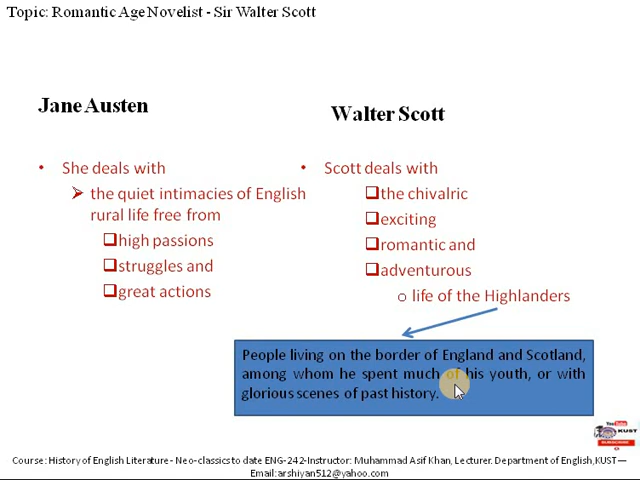 Topic: Romantic Age Novelist - Sir Walter Scott
Jane Austen
• She deals with
➢ the quiet intimacies of English
rural life free from
❑high passions
❑struggles and
❑great actions
Walter Scott
• Scott deals with
❑the chivalric
❑exciting
❑romantic and
❑adventurous
o life of the Highlanders
People living on the border of England and Scotland,
among whom he spent much of his youth, or with
glorious scenes of past history.
YouTube
KUST
SUBSCRIBE
Course: History of English Literature - Neo-classics to date ENG-242-Instructor: Muhammad Asif Khan, Lecturer. Department of English,KUST—
Email:arshiyan512@yahoo.com